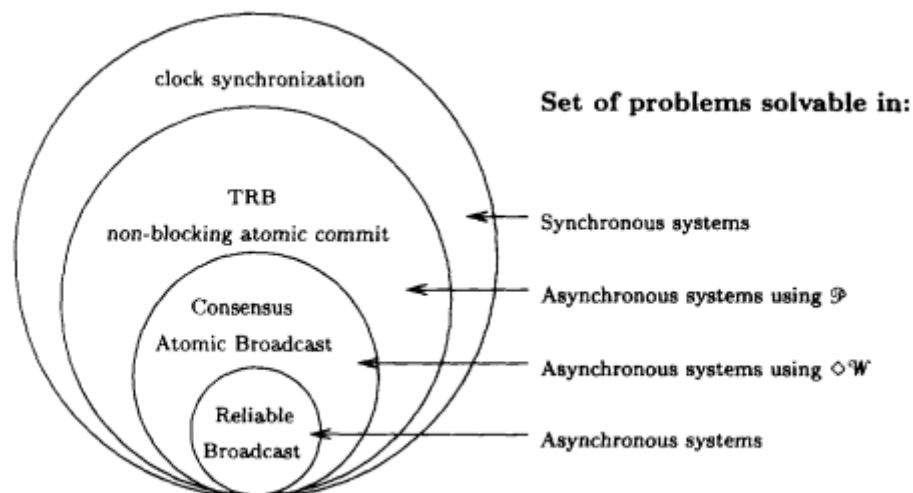 clock synchronization
Set of problems solvable in:
TRB
non-blocking atomic commit
Synchronous systems
Asynchronous systems using 𝒫
Consensus
Atomic Broadcast
Asynchronous systems using ◇𝒲
Reliable
Broadcast
Asynchronous systems